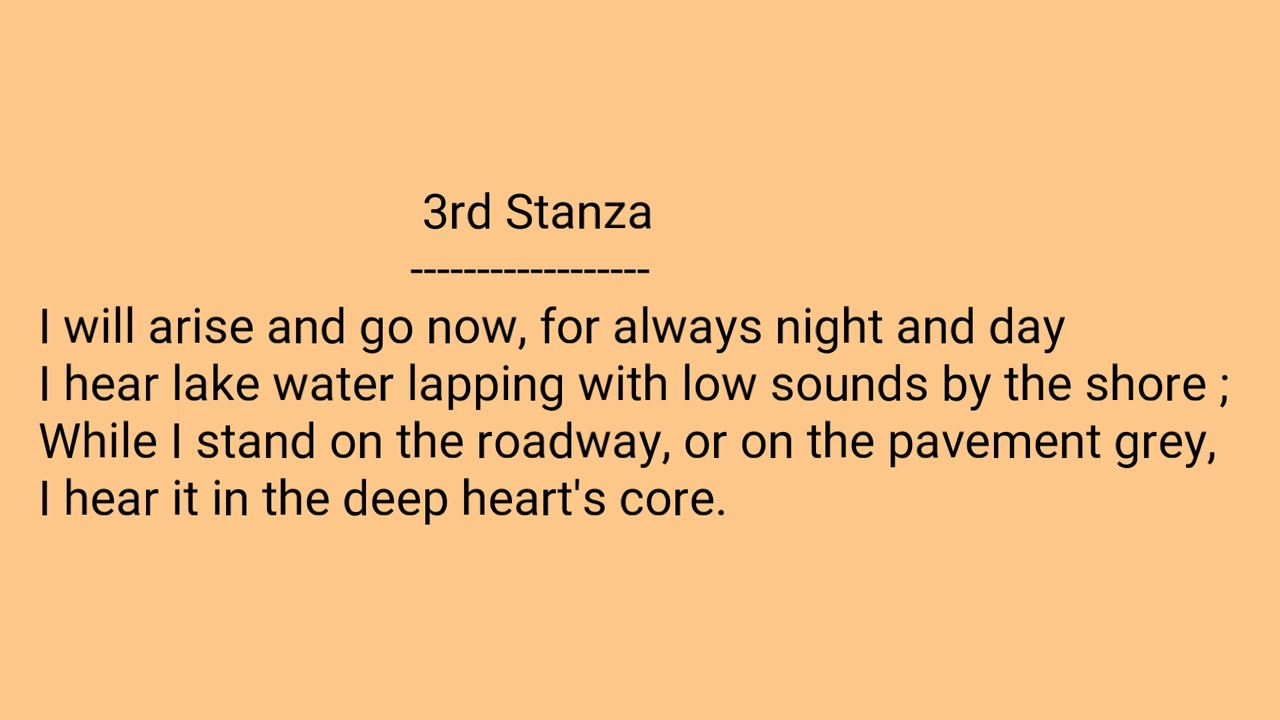 3rd Stanza
------------------
I will arise and go now, for always night and day
I hear lake water lapping with low sounds by the shore ;
While I stand on the roadway, or on the pavement grey,
I hear it in the deep heart's core.